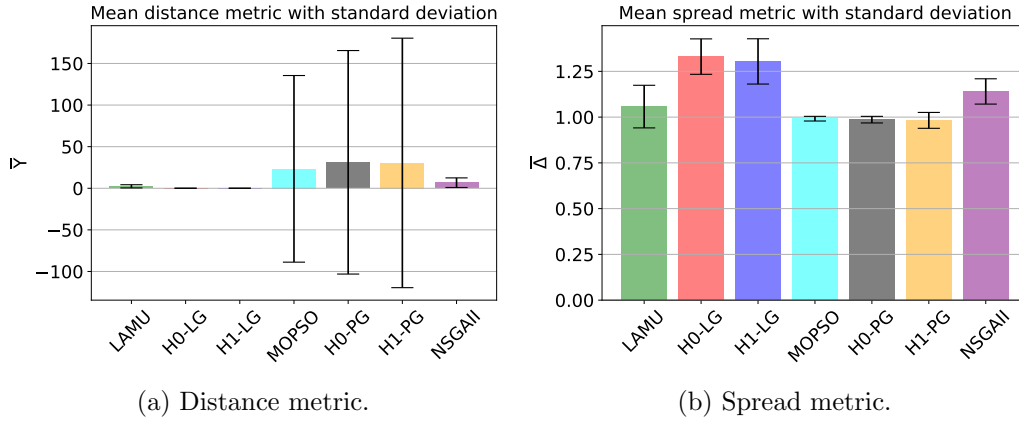 Mean distance metric with standard deviation
150
100
50
0
−50
−100
Y̅
LAMU
H0-LG
H1-LG
MOPSO
H0-PG
H1-PG
NSGAII
(a) Distance metric.
Mean spread metric with standard deviation
1.25
1.00
0.75
0.50
0.25
0.00
Δ̅
LAMU
H0-LG
H1-LG
MOPSO
H0-PG
H1-PG
NSGAII
(b) Spread metric.